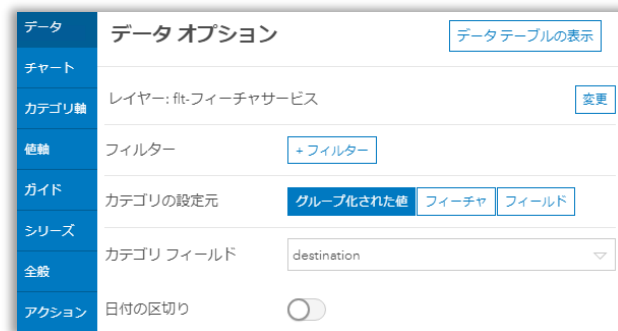 データ
チャート
カテゴリ軸
値軸
ガイド
シリーズ
全般
アクション
データ オプション
データ テーブルの表示
レイヤー: flt-フィーチャサービス
変更
フィルター
+ フィルター
カテゴリの設定元
グループ化された値
フィーチャ
フィールド
カテゴリ フィールド
destination
日付の区切り